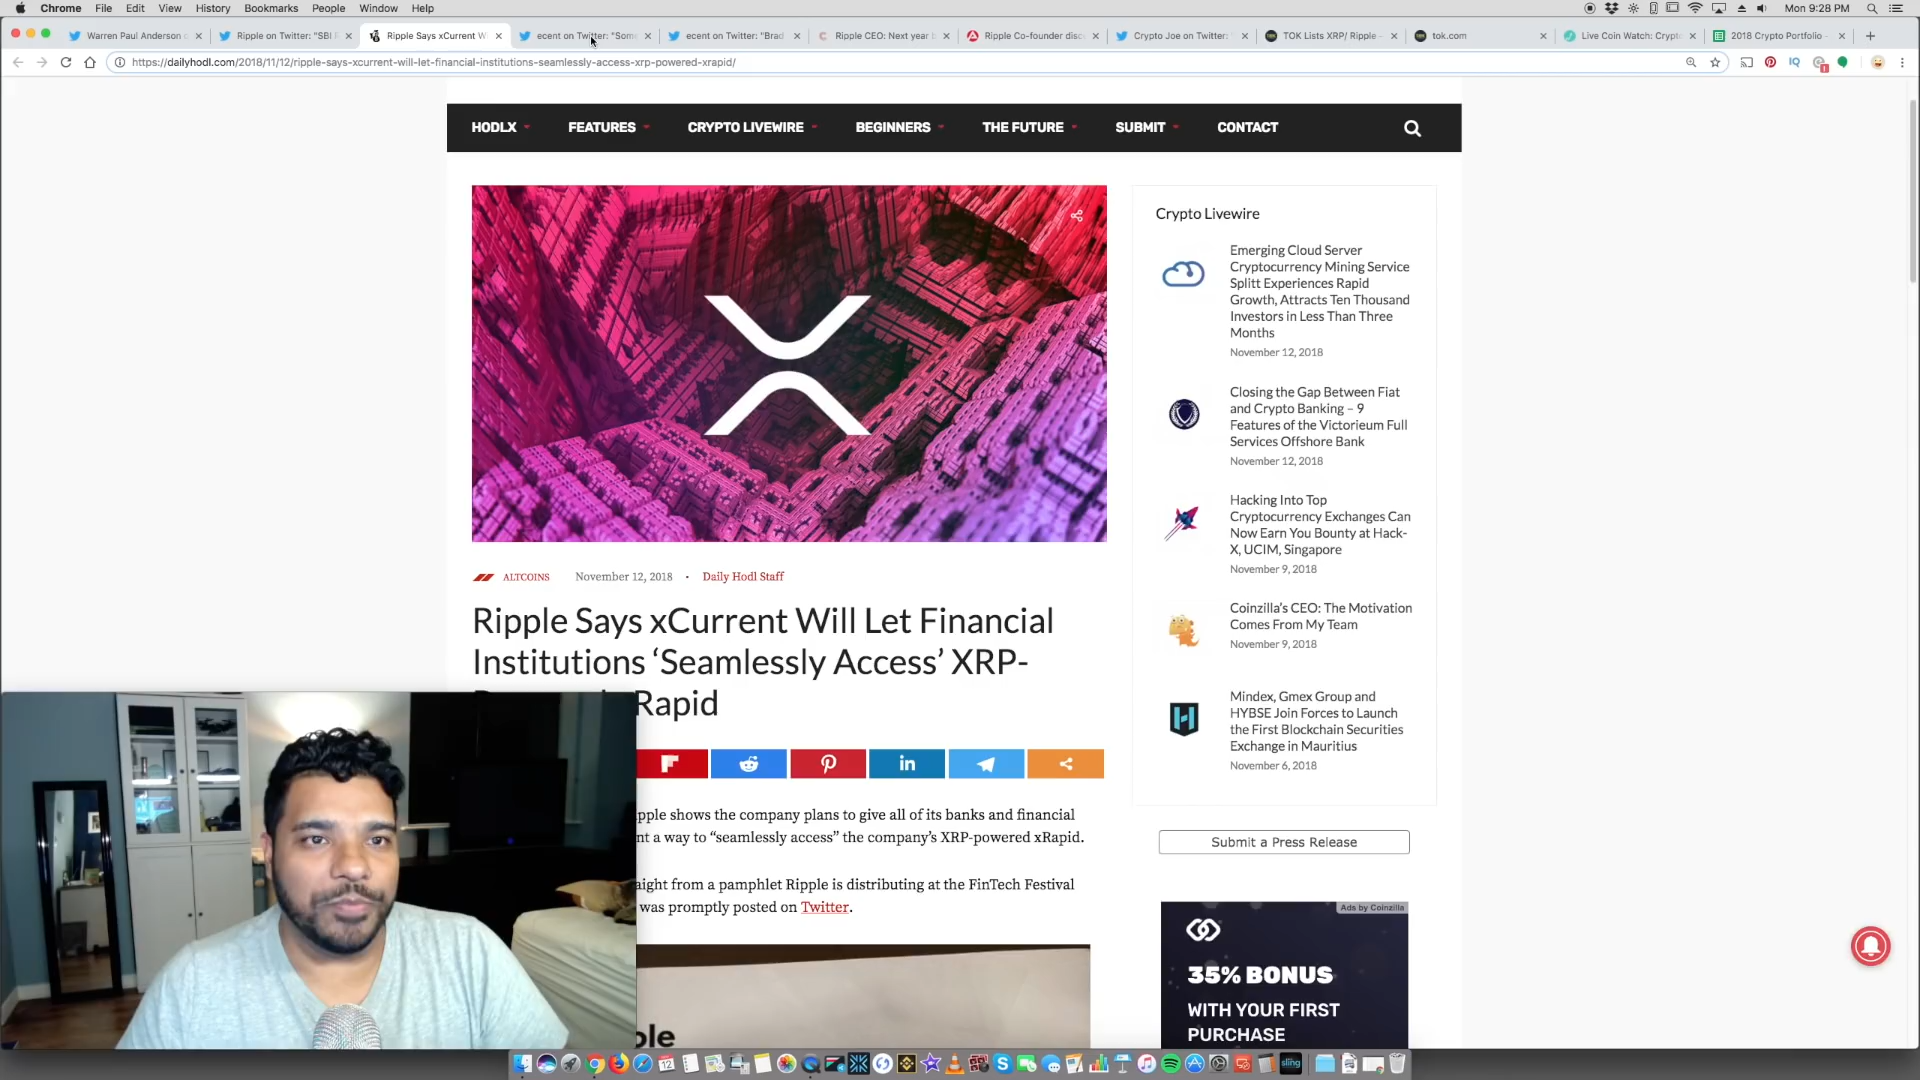 Chrome File Edit View History Bookmarks People Window Help Mon 9:28 PM
Warren Paul Anderson Ripple on Twitter: "SBI Ripple Says xCurrent W ecent on Twitter: "Som ecent on Twitter: "Brad Ripple CEO: Next year Ripple Co-founder disc Crypto Joe on Twitter: TOK Lists XRP/ Ripple - tok.com Live Coin Watch: Crypt 2018 Crypto Portfolio -
https://dailyhodl.com/2018/11/12/ripple-says-xcurrent-will-let-financial-institutions-seamlessly-access-xrp-powered-xrapid/
HODLX FEATURES CRYPTO LIVEWIRE BEGINNERS THE FUTURE SUBMIT CONTACT
ALTCOINS November 12, 2018 • Daily Hodl Staff
Ripple Says xCurrent Will Let Financial
Institutions ‘Seamlessly Access’ XRP-
Rapid
pple shows the company plans to give all of its banks and financial
nt a way to “seamlessly access” the company’s XRP-powered xRapid.
aight from a pamphlet Ripple is distributing at the FinTech Festival
was promptly posted on Twitter.
ple
Crypto Livewire
Emerging Cloud Server
Cryptocurrency Mining Service
Splitt Experiences Rapid
Growth, Attracts Ten Thousand
Investors in Less Than Three
Months
November 12, 2018
Closing the Gap Between Fiat
and Crypto Banking – 9
Features of the Victorieum Full
Services Offshore Bank
November 12, 2018
Hacking Into Top
Cryptocurrency Exchanges Can
Now Earn You Bounty at Hack-
X, UCIM, Singapore
November 9, 2018
Coinzilla’s CEO: The Motivation
Comes From My Team
November 9, 2018
Mindex, Gmex Group and
HYBSE Join Forces to Launch
the First Blockchain Securities
Exchange in Mauritius
November 6, 2018
Submit a Press Release
Ads by Coinzilla
35% BONUS
WITH YOUR FIRST
PURCHASE
sling